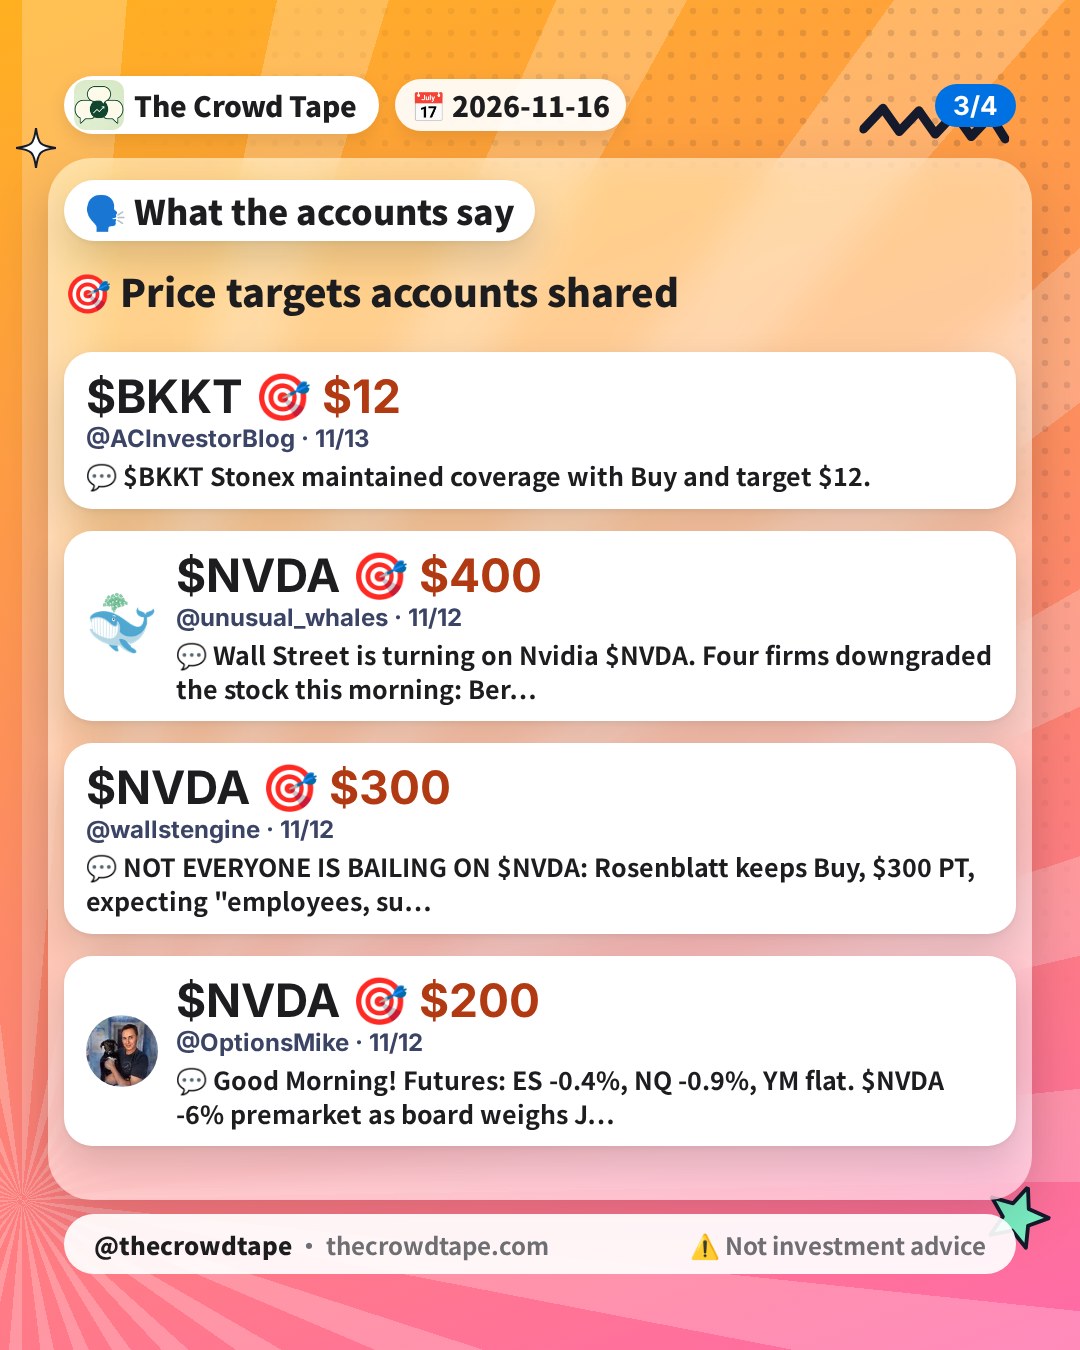 The Crowd Tape
2026-11-16
3/4
What the accounts say
Price targets accounts shared
$BKKT 🎯 $12
@ACInvestorBlog · 11/13
💬 $BKKT Stonex maintained coverage with Buy and target $12.
$NVDA 🎯 $400
@unusual_whales · 11/12
💬 Wall Street is turning on Nvidia $NVDA. Four firms downgraded
the stock this morning: Ber…
$NVDA 🎯 $300
@wallstengine · 11/12
💬 NOT EVERYONE IS BAILING ON $NVDA: Rosenblatt keeps Buy, $300 PT,
expecting "employees, su…
$NVDA 🎯 $200
@OptionsMike · 11/12
💬 Good Morning! Futures: ES -0.4%, NQ -0.9%, YM flat. $NVDA
-6% premarket as board weighs J…
@thecrowdtape • thecrowdtape.com
⚠️ Not investment advice